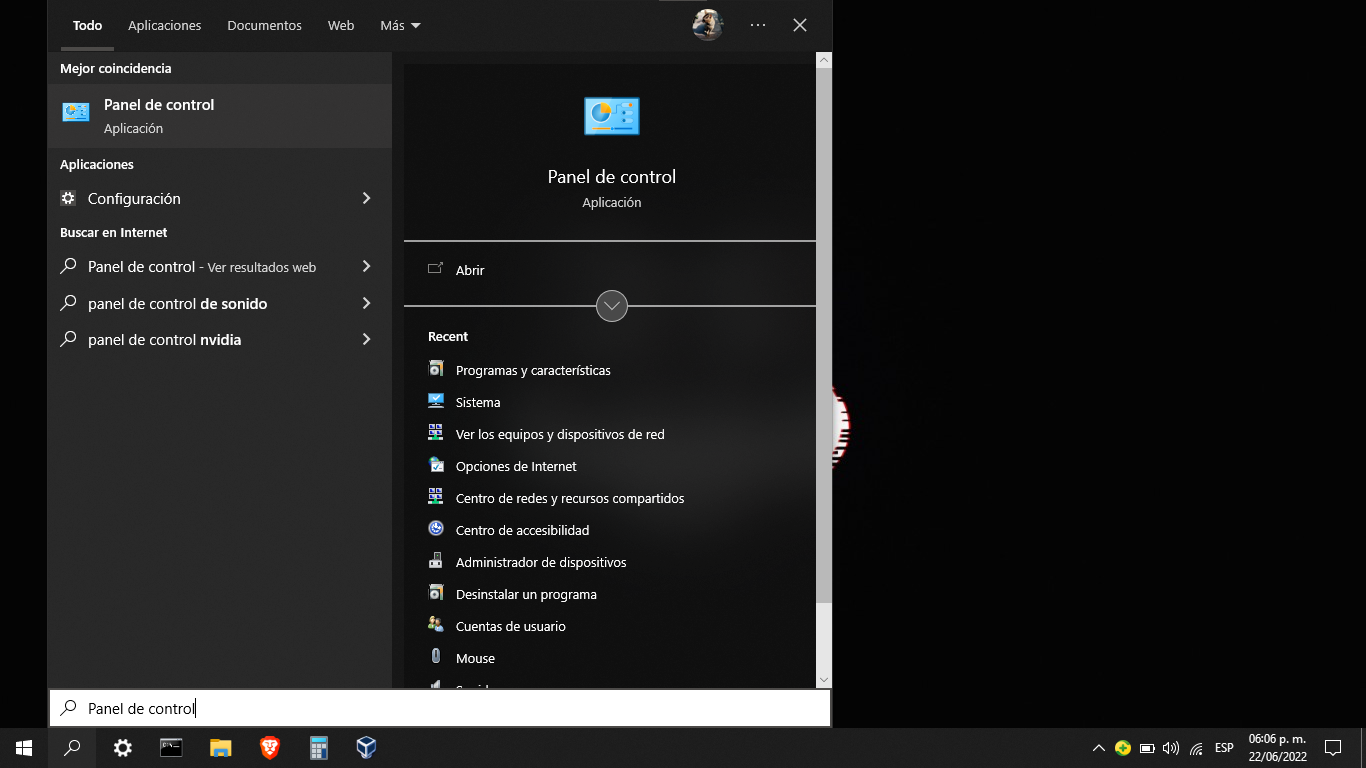 Todo Aplicaciones Documentos Web Más
Mejor coincidencia
Panel de control
Aplicación
Aplicaciones
Configuración
Buscar en Internet
Panel de control - Ver resultados web
panel de control de sonido
panel de control nvidia
Panel de control
Aplicación
Abrir
Recent
Programas y características
Sistema
Ver los equipos y dispositivos de red
Opciones de Internet
Centro de redes y recursos compartidos
Centro de accesibilidad
Administrador de dispositivos
Desinstalar un programa
Cuentas de usuario
Mouse
Panel de control
ESP
06:06 p. m.
22/06/2022